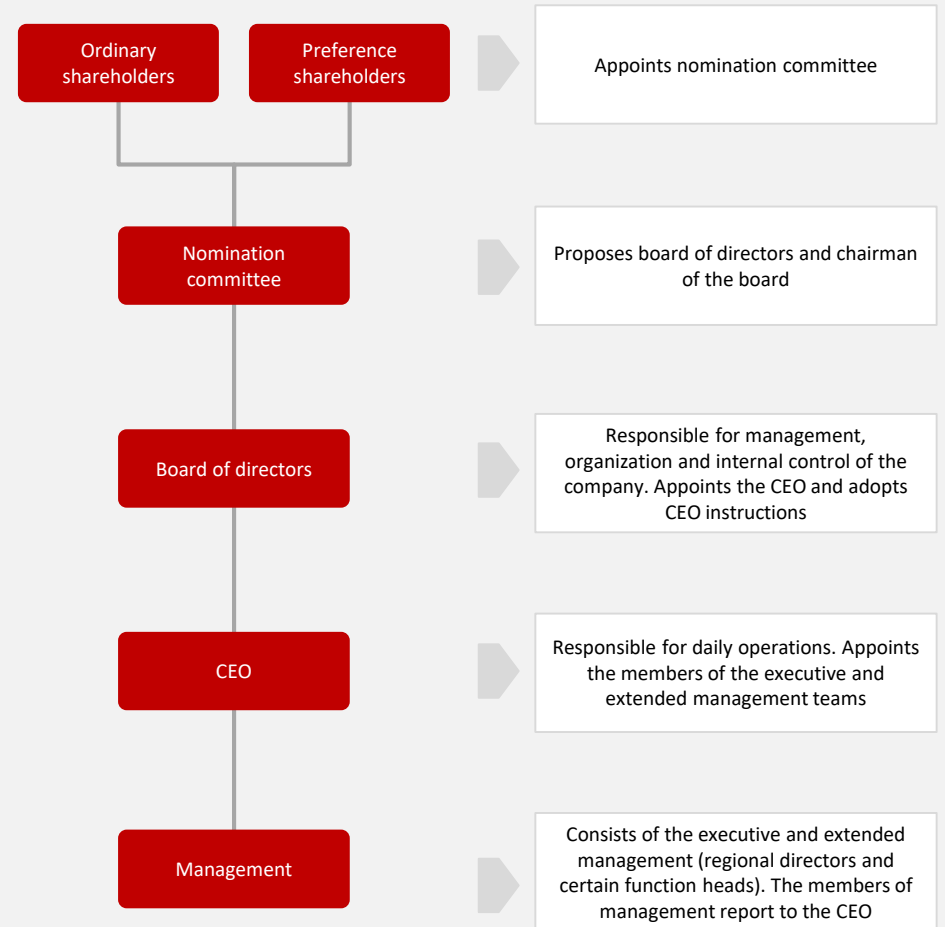 Ordinary
shareholders
Preference
shareholders
Appoints nomination committee
Nomination
committee
Proposes board of directors and chairman
of the board
Board of directors
Responsible for management,
organization and internal control of the
company. Appoints the CEO and adopts
CEO instructions
CEO
Responsible for daily operations. Appoints
the members of the executive and
extended management teams
Management
Consists of the executive and extended
management (regional directors and
certain function heads). The members of
management report to the CEO